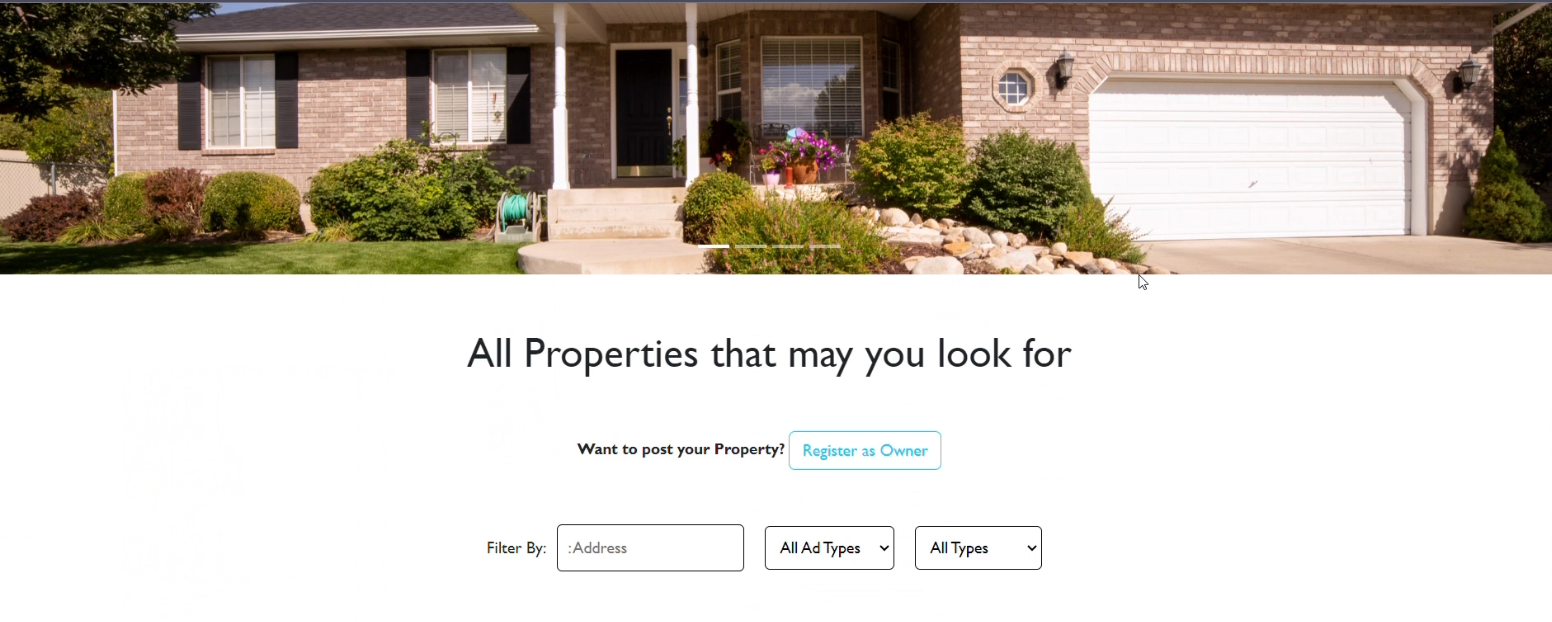 All Properties that may you look for
Want to post your Property? Register as Owner
Filter By: :Address All Ad Types All Types